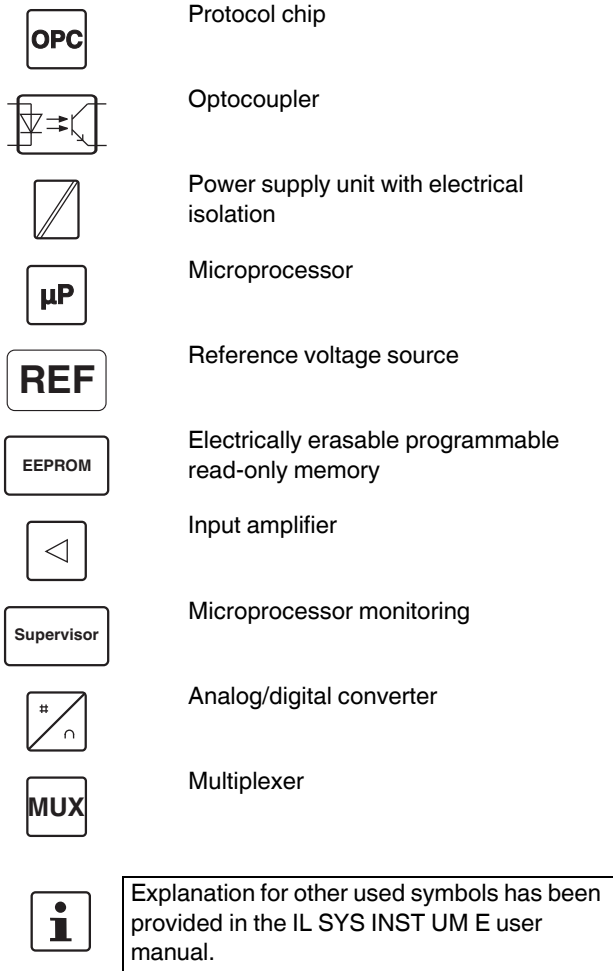 OPC Protocol chip
Optocoupler
Power supply unit with electrical
isolation
µP Microprocessor
REF Reference voltage source
EEPROM Electrically erasable programmable
read-only memory
Input amplifier
Supervisor Microprocessor monitoring
# ∩ Analog/digital converter
MUX Multiplexer
i Explanation for other used symbols has been
provided in the IL SYS INST UM E user
manual.